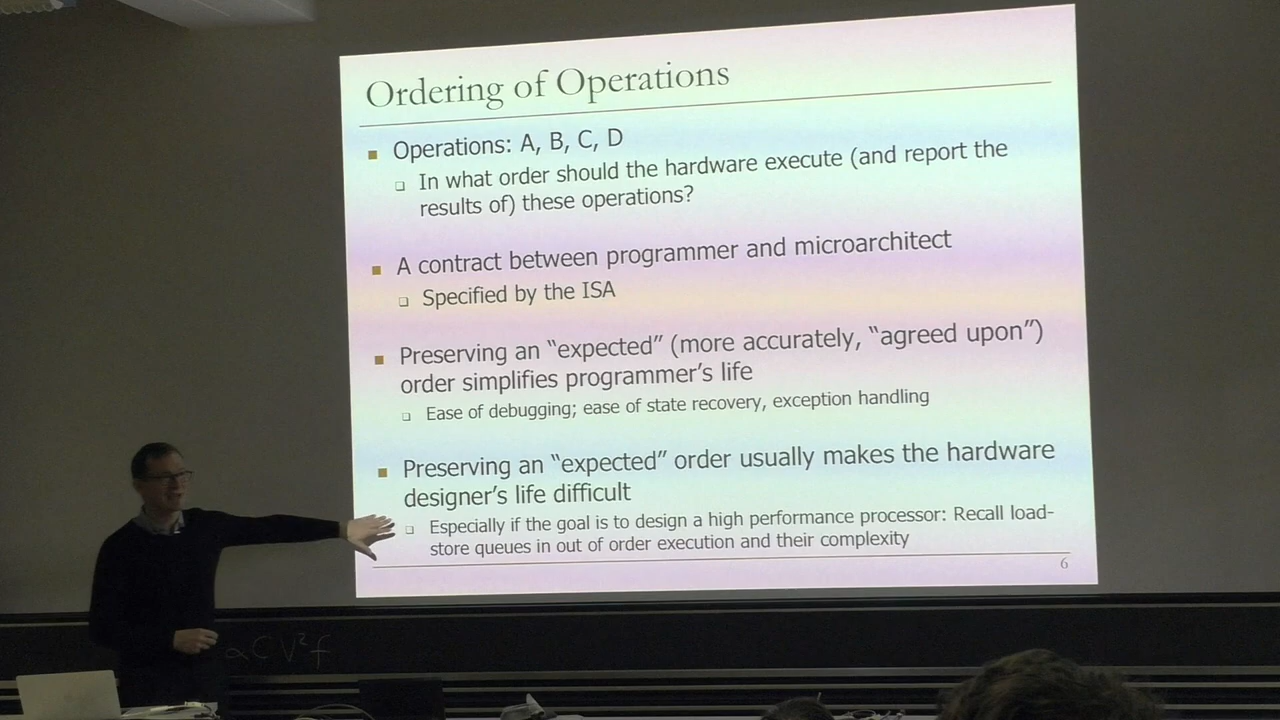 Ordering of Operations
Operations: A, B, C, D
In what order should the hardware execute (and report the
results of) these operations?
A contract between programmer and microarchitect
Specified by the ISA
Preserving an “expected” (more accurately, “agreed upon”)
order simplifies programmer’s life
Ease of debugging; ease of state recovery, exception handling
Preserving an “expected” order usually makes the hardware
designer’s life difficult
Especially if the goal is to design a high performance processor: Recall load-
store queues in out of order execution and their complexity
6
αCV²f